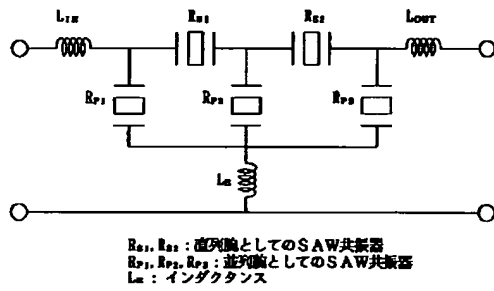 LIN RS1 RS2 LOUT
RP1 RP2 RP3
LE
RS1, RS2 : 直列腕としてのSAW共振器
RP1, RP2, RP3 : 並列腕としてのSAW共振器
LE : インダクタンス